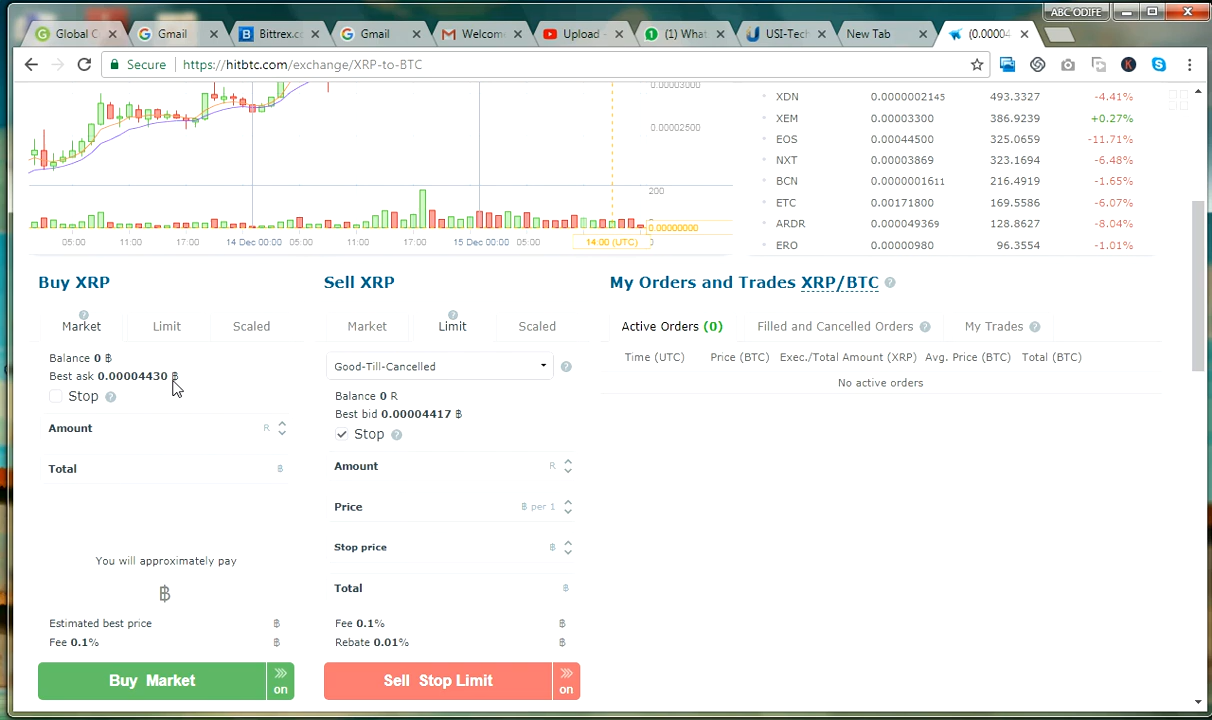 ABC ODIFE
Global C
Gmail
Bittrex.co
Gmail
Welcom
Upload -
(1) What
USI-Tech
New Tab
(0.00004
Secure
https://hitbtc.com/exchange/XRP-to-BTC
0.00003000
0.00002500
200
0.00000000
05:00 11:00 17:00 14 Dec 00:00 05:00 11:00 17:00 15 Dec 00:00 05:00 14:00 (UTC)
XDN 0.0000002145 493.3327 -4.41%
XEM 0.00003300 386.9239 +0.27%
EOS 0.00044500 325.0659 -11.71%
NXT 0.00003869 323.1694 -6.48%
BCN 0.0000001611 216.4919 -1.65%
ETC 0.00171800 169.5586 -6.07%
ARDR 0.00049369 128.8627 -8.04%
ERO 0.00000980 96.3554 -1.01%
Buy XRP
?
Market Limit Scaled
Balance 0 ฿
Best ask 0.00004430 ฿
Stop ?
Amount R
Total ฿
You will approximately pay
฿
Estimated best price ฿
Fee 0.1% ฿
Buy Market
on
Sell XRP
?
Market Limit Scaled
Good-Till-Cancelled ?
Balance 0 R
Best bid 0.00004417 ฿
Stop ?
Amount R
Price ฿ per 1
Stop price ฿
Total ฿
Fee 0.1% ฿
Rebate 0.01% ฿
Sell Stop Limit
on
My Orders and Trades XRP/BTC ?
Active Orders (0) Filled and Cancelled Orders ? My Trades ?
Time (UTC) Price (BTC) Exec./Total Amount (XRP) Avg. Price (BTC) Total (BTC)
No active orders